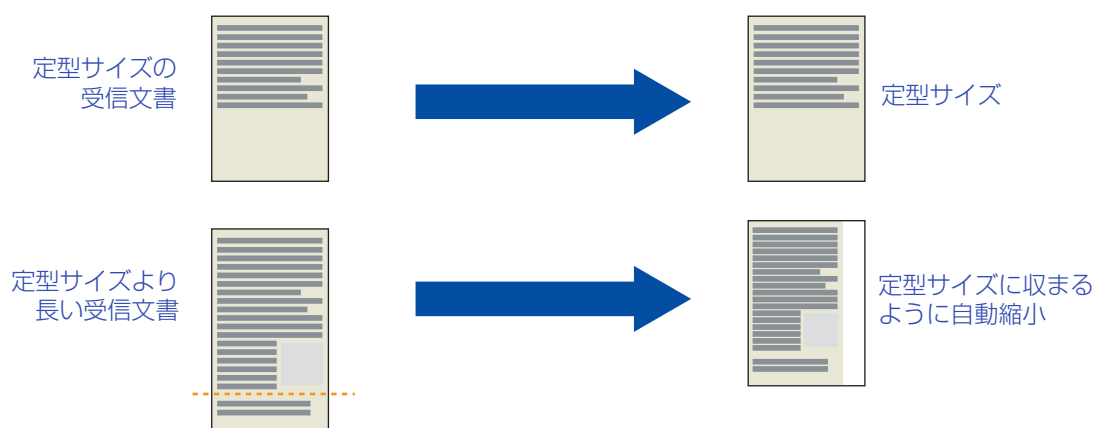 定型サイズの
受信文書
定型サイズ
定型サイズより
長い受信文書
定型サイズに収まる
ように自動縮小